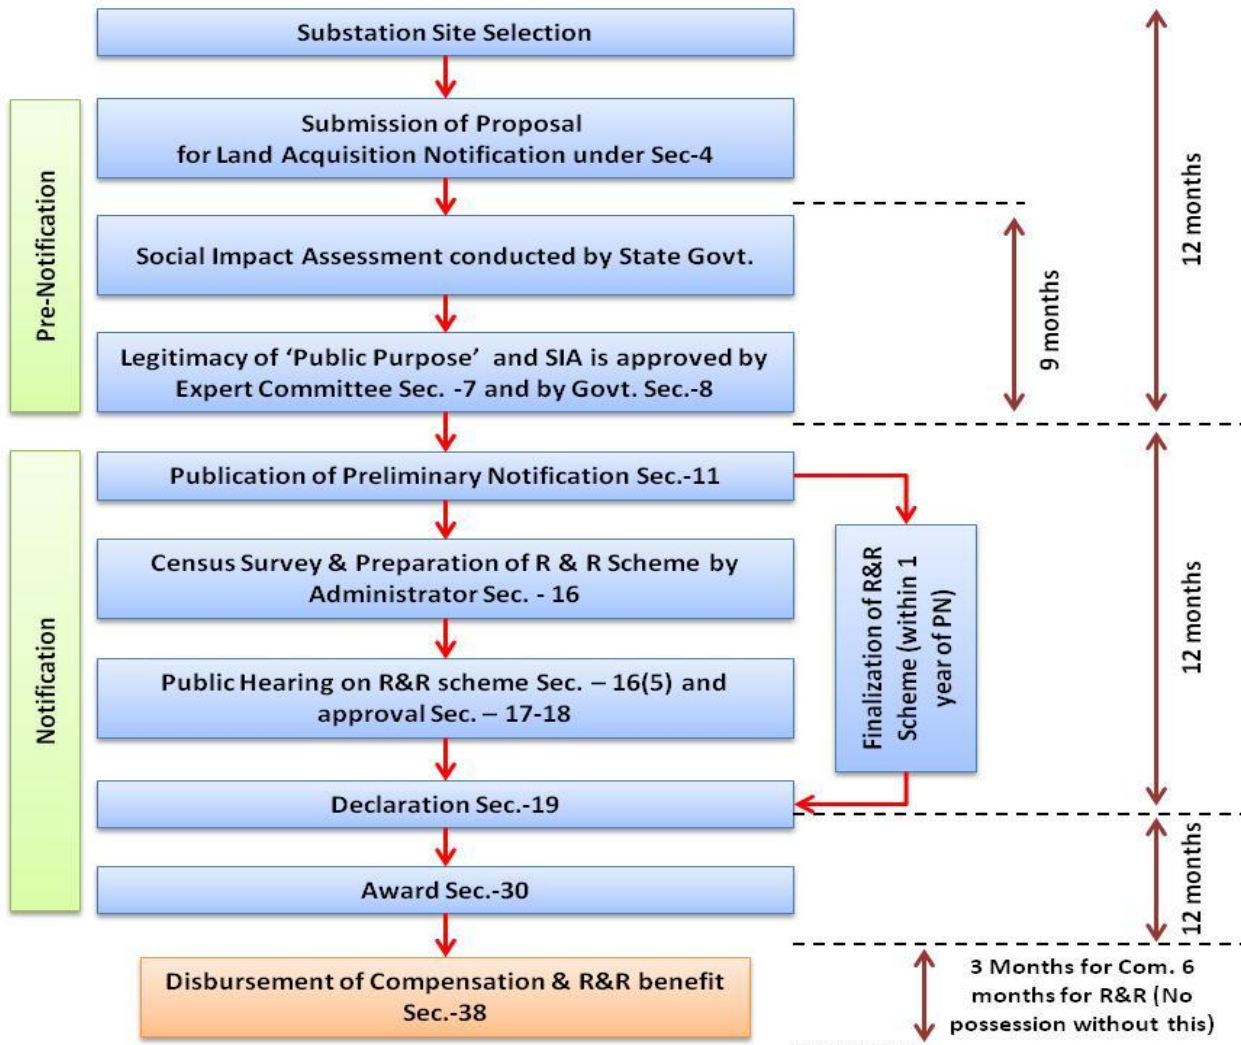 Substation Site Selection
Submission of Proposal
for Land Acquisition Notification under Sec-4
Social Impact Assessment conducted by State Govt.
Legitimacy of ‘Public Purpose’ and SIA is approved by
Expert Committee Sec. -7 and by Govt. Sec.-8
Pre-Notification
9 months
12 months
Publication of Preliminary Notification Sec.-11
Census Survey & Preparation of R & R Scheme by
Administrator Sec. - 16
Public Hearing on R&R scheme Sec. – 16(5) and
approval Sec. – 17-18
Declaration Sec.-19
Award Sec.-30
Notification
Finalization of R&R
Scheme (within 1
year of PN)
12 months
12 months
Disbursement of Compensation & R&R benefit
Sec.-38
3 Months for Com. 6
months for R&R (No
possession without this)